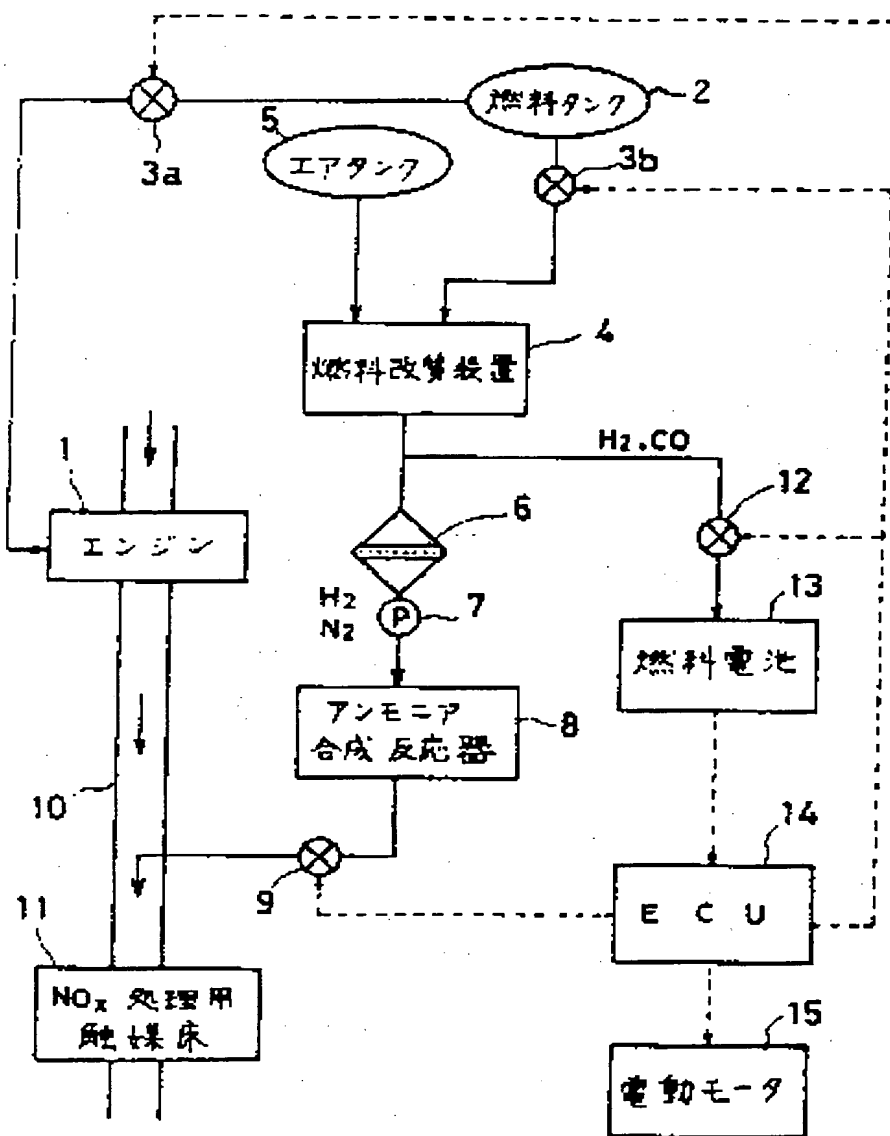 燃料タンク
2
3a
5
エアタンク
3b
燃料改質装置
4
H2.CO
1
エンジン
6
12
H2
N2
P
7
13
燃料電池
アンモニア
合成反応器
8
10
9
14
E C U
11
NOx 処理用
触媒床
15
電動モータ